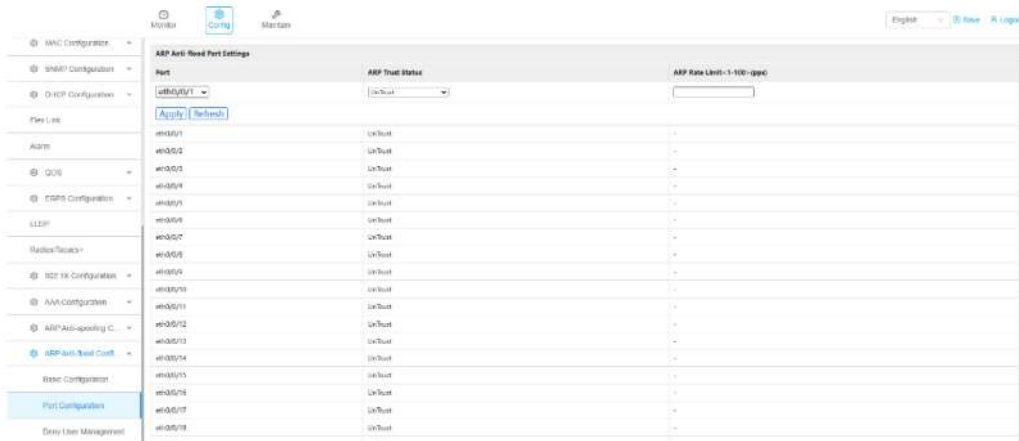 Monitor Config Maintain English Save Logou
MAC Configuration
SNMP Configuration
DHCP Configuration
Flex Link
Alarm
QOS
ERPS Configuration
LLDP
Radius/Tacacs+
802.1X Configuration
AAA Configuration
ARP Anti-spoofing C...
ARP Anti-flood Confi...
Basic Configuration
Port Configuration
Deny User Management
ARP Anti-flood Port Settings
Port ARP Trust Status ARP Rate Limit<1-100>(pps)
eth0/0/1 UnTrust
Apply Refresh
eth0/0/1 UnTrust -
eth0/0/2 UnTrust -
eth0/0/3 UnTrust -
eth0/0/4 UnTrust -
eth0/0/5 UnTrust -
eth0/0/6 UnTrust -
eth0/0/7 UnTrust -
eth0/0/8 UnTrust -
eth0/0/9 UnTrust -
eth0/0/10 UnTrust -
eth0/0/11 UnTrust -
eth0/0/12 UnTrust -
eth0/0/13 UnTrust -
eth0/0/14 UnTrust -
eth0/0/15 UnTrust -
eth0/0/16 UnTrust -
eth0/0/17 UnTrust -
eth0/0/18 UnTrust -